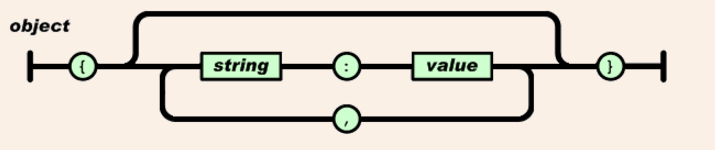 object
{ string : value }
,